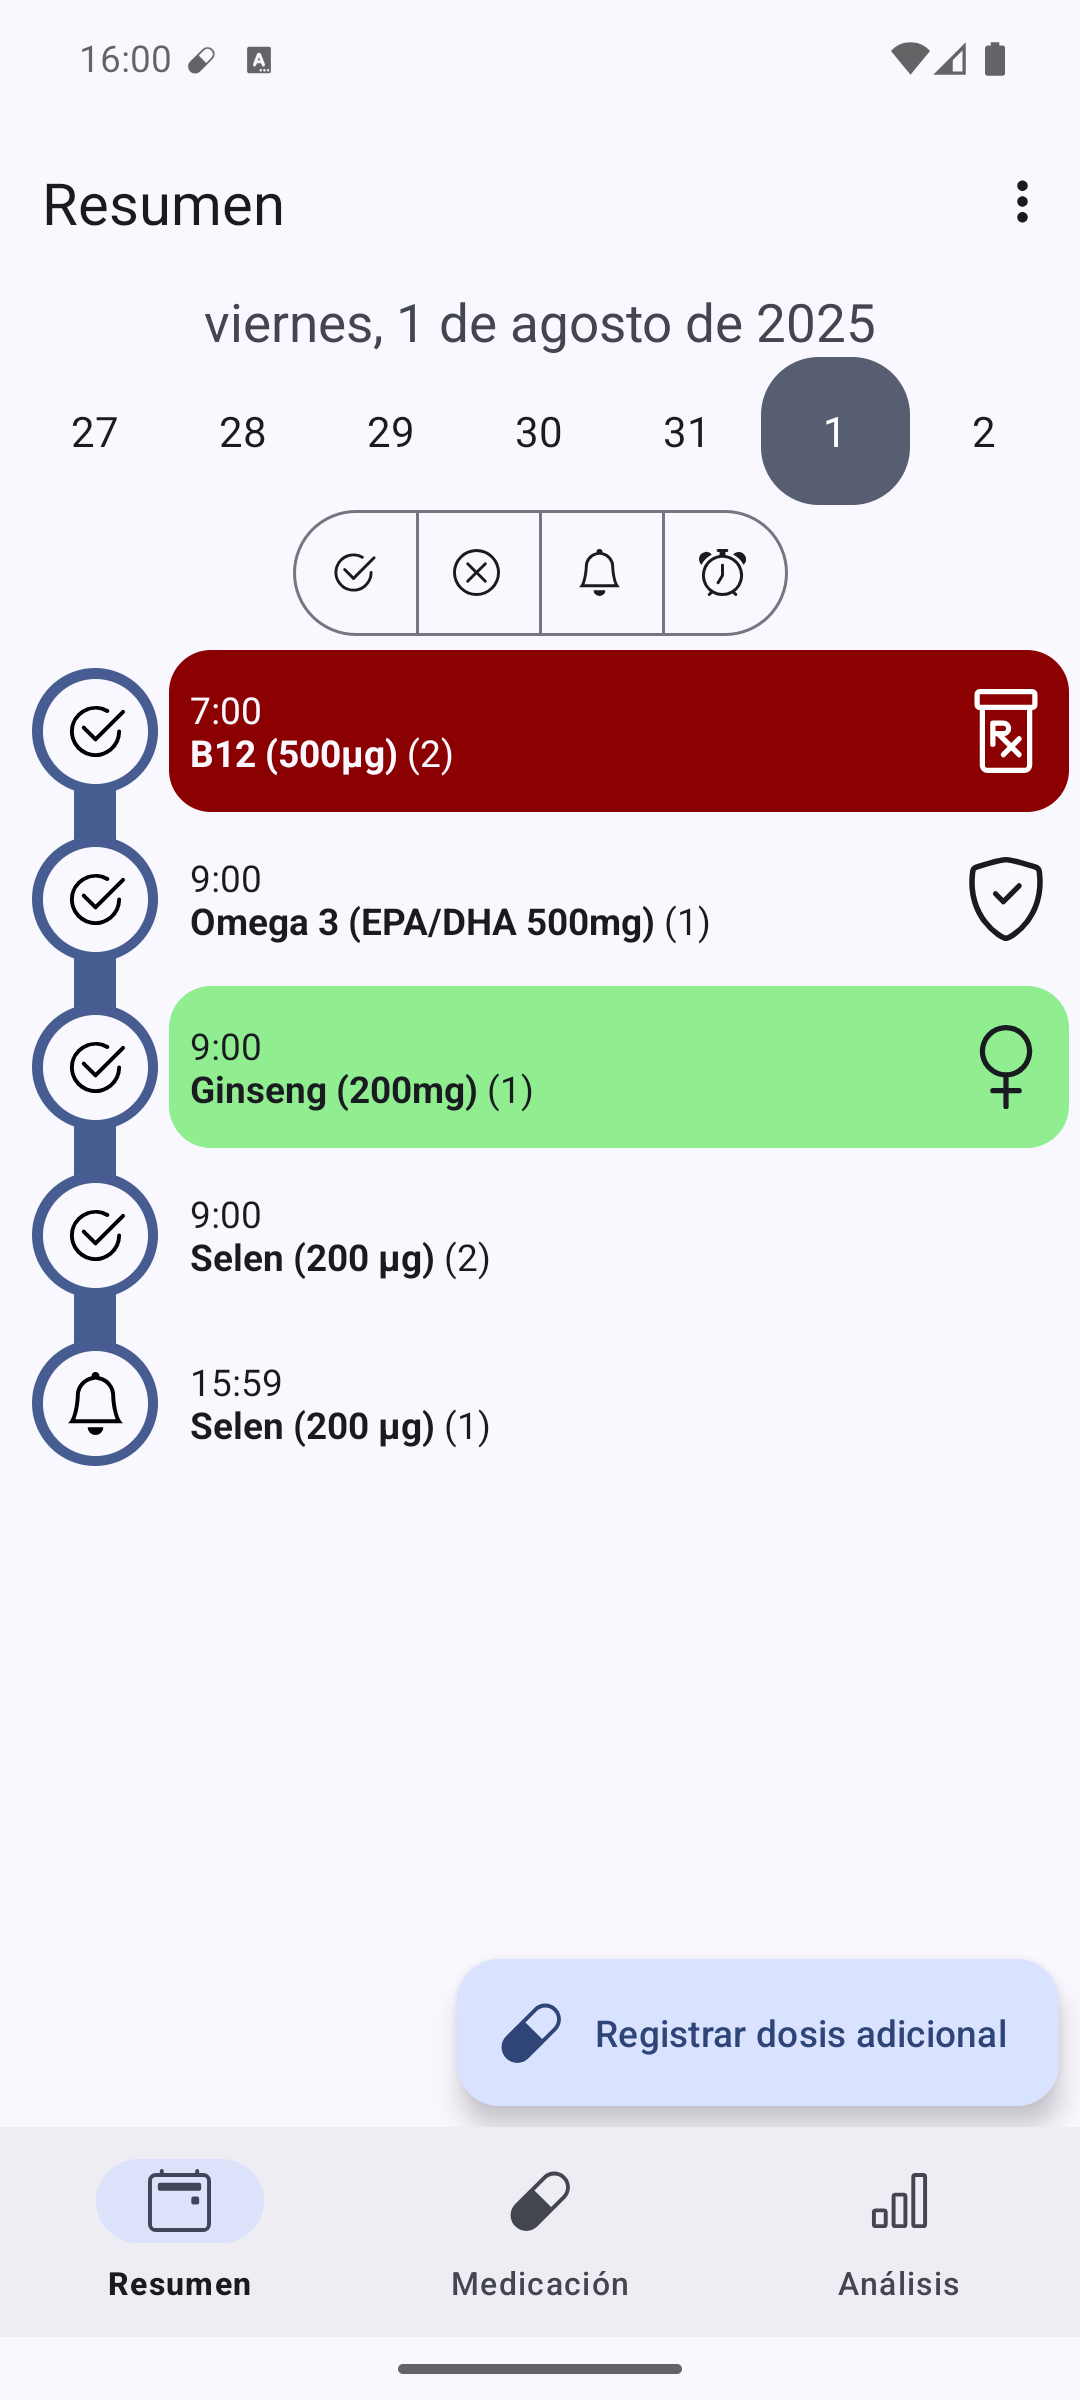 16:00
Resumen
viernes, 1 de agosto de 2025
27 28 29 30 31 1 2
7:00
B12 (500µg) (2)
9:00
Omega 3 (EPA/DHA 500mg) (1)
9:00
Ginseng (200mg) (1)
9:00
Selen (200 µg) (2)
15:59
Selen (200 µg) (1)
Registrar dosis adicional
Resumen Medicación Análisis